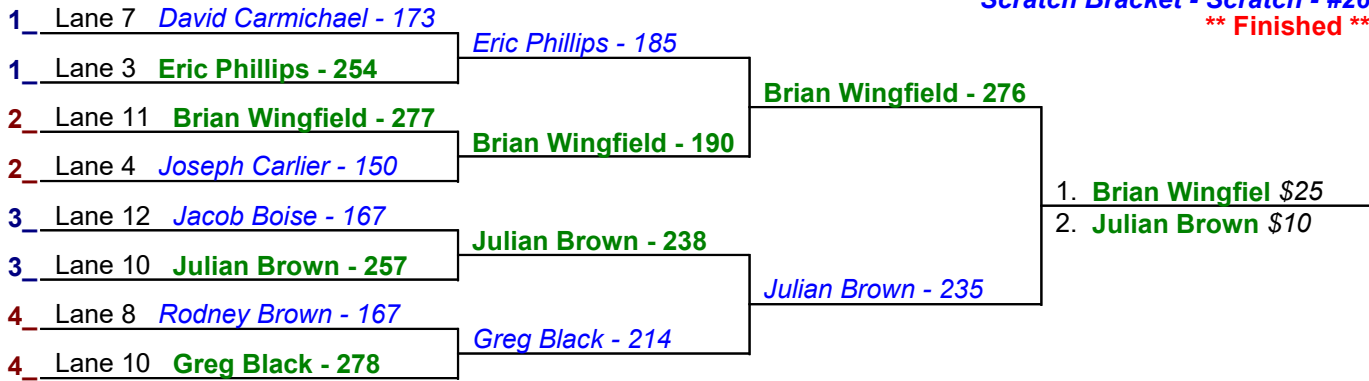 Scratch Bracket - Scratch - #20
** Finished **
1_ Lane 7 David Carmichael - 173
1_ Lane 3 Eric Phillips - 254
2_ Lane 11 Brian Wingfield - 277
2_ Lane 4 Joseph Carlier - 150
3_ Lane 12 Jacob Boise - 167
3_ Lane 10 Julian Brown - 257
4_ Lane 8 Rodney Brown - 167
4_ Lane 10 Greg Black - 278
Eric Phillips - 185
Brian Wingfield - 190
Julian Brown - 238
Greg Black - 214
Brian Wingfield - 276
Julian Brown - 235
1. Brian Wingfiel $25
2. Julian Brown $10